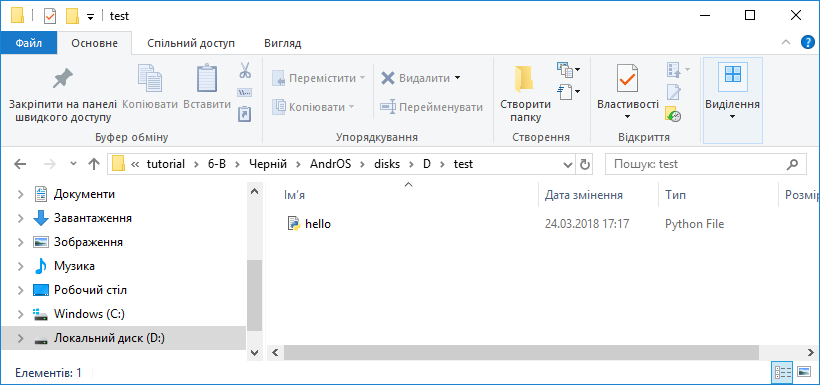 test
Файл Основне Спільний доступ Вигляд
Закріпити на панелі швидкого доступу
Копіювати
Вставити
Перемістити
Копіювати
Видалити
Перейменувати
Створити папку
Властивості
Виділення
Буфер обміну Упорядкування Створення Відкриття
« tutorial > 6-В > Черній > AndrOS > disks > D > test
Пошук: test
Документи
Завантаження
Зображення
Музика
Робочий стіл
Windows (C:)
Локальний диск (D:)
Ім'я Дата змінення Тип Розмір
hello 24.03.2018 17:17 Python File
Елементів: 1